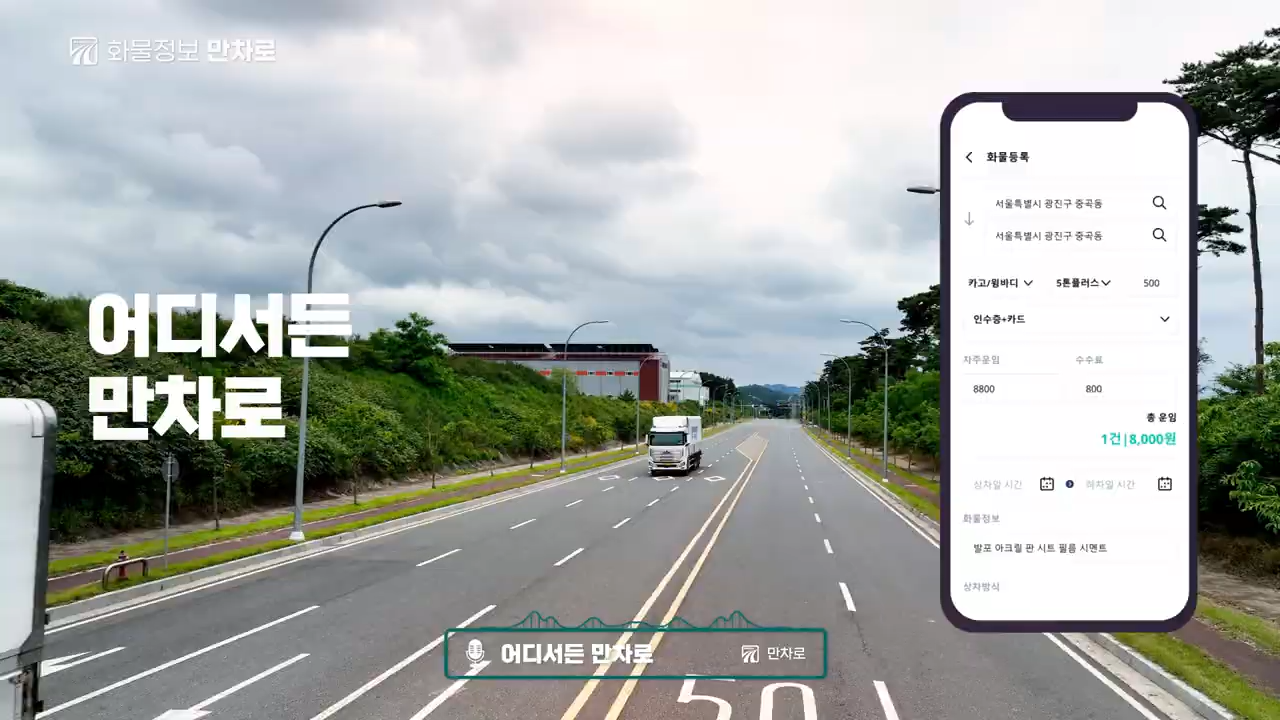 화물정보 만차로
어디서든
만차로
화물등록
서울특별시 광진구 중곡동
서울특별시 광진구 중곡동
카고/윙바디 5톤플러스 500
인수증+카드
차주운임 수수료
8800 800
총 운임
1건|8,000원
상차일 시간 하차일 시간
화물정보
발포 아크릴 판 시트 필름 시멘트
상차방식
어디서든 만차로 만차로
50